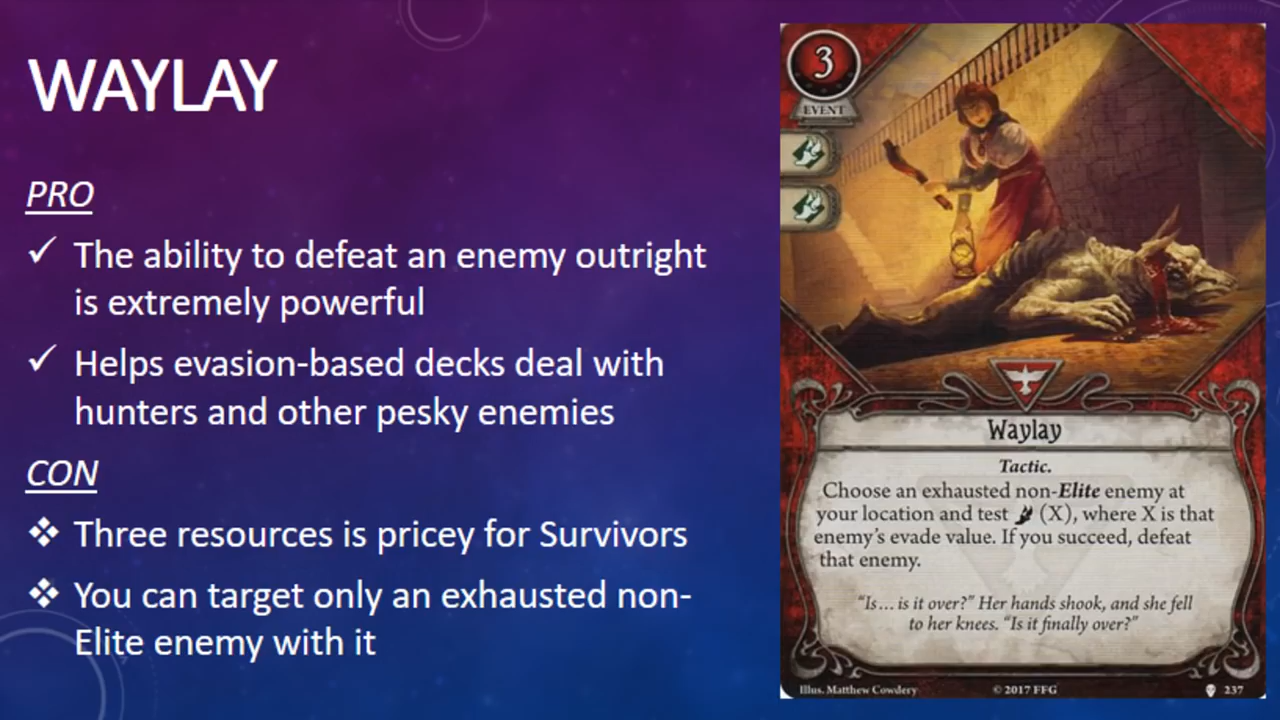 WAYLAY
PRO
✓ The ability to defeat an enemy outright
is extremely powerful
✓ Helps evasion-based decks deal with
hunters and other pesky enemies
CON
❖ Three resources is pricey for Survivors
❖ You can target only an exhausted non-
Elite enemy with it
3
EVENT
Waylay
Tactic.
Choose an exhausted non-Elite enemy at
your location and test (X), where X is that
enemy's evade value. If you succeed, defeat
that enemy.
“Is... is it over?” Her hands shook, and she fell
to her knees. “Is it finally over?”
Illus. Matthew Cowdery © 2017 FFG 237